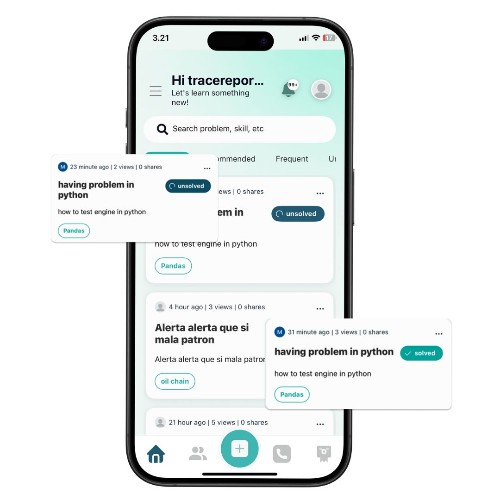 3.21
17
Hi tracerepor...
Let's learn something
new!
99+
Search problem, skill, etc
mmended
Frequent
M 23 minute ago | 2 views | 0 shares
having problem in
python
unsolved
how to test engine in python
Pandas
ws | 0 shares
em in
unsolved
how to test engine in python
Pandas
4 hour ago | 3 views | 0 shares
Alerta alerta que si
mala patron
Alerta alerta que si mala patron
oil chain
M 31 minute ago | 3 views | 0 shares
having problem in python
solved
how to test engine in python
Pandas
21 hour ago | 5 views | 0 shares